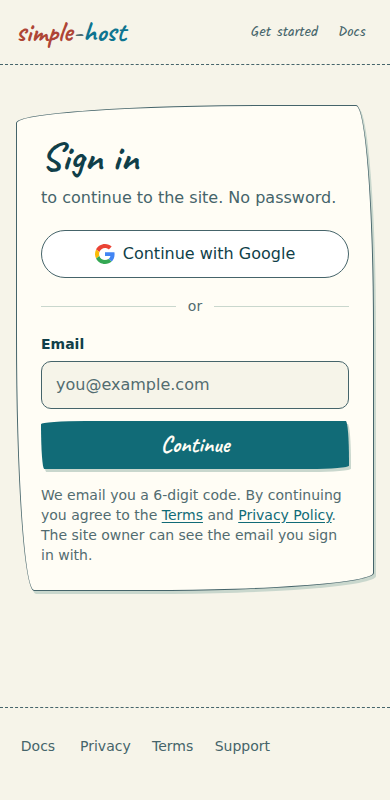 simple-host
Get started Docs
Sign in
to continue to the site. No password.
Continue with Google
or
Email
you@example.com
Continue
We email you a 6-digit code. By continuing
you agree to the Terms and Privacy Policy.
The site owner can see the email you sign
in with.
Docs Privacy Terms Support